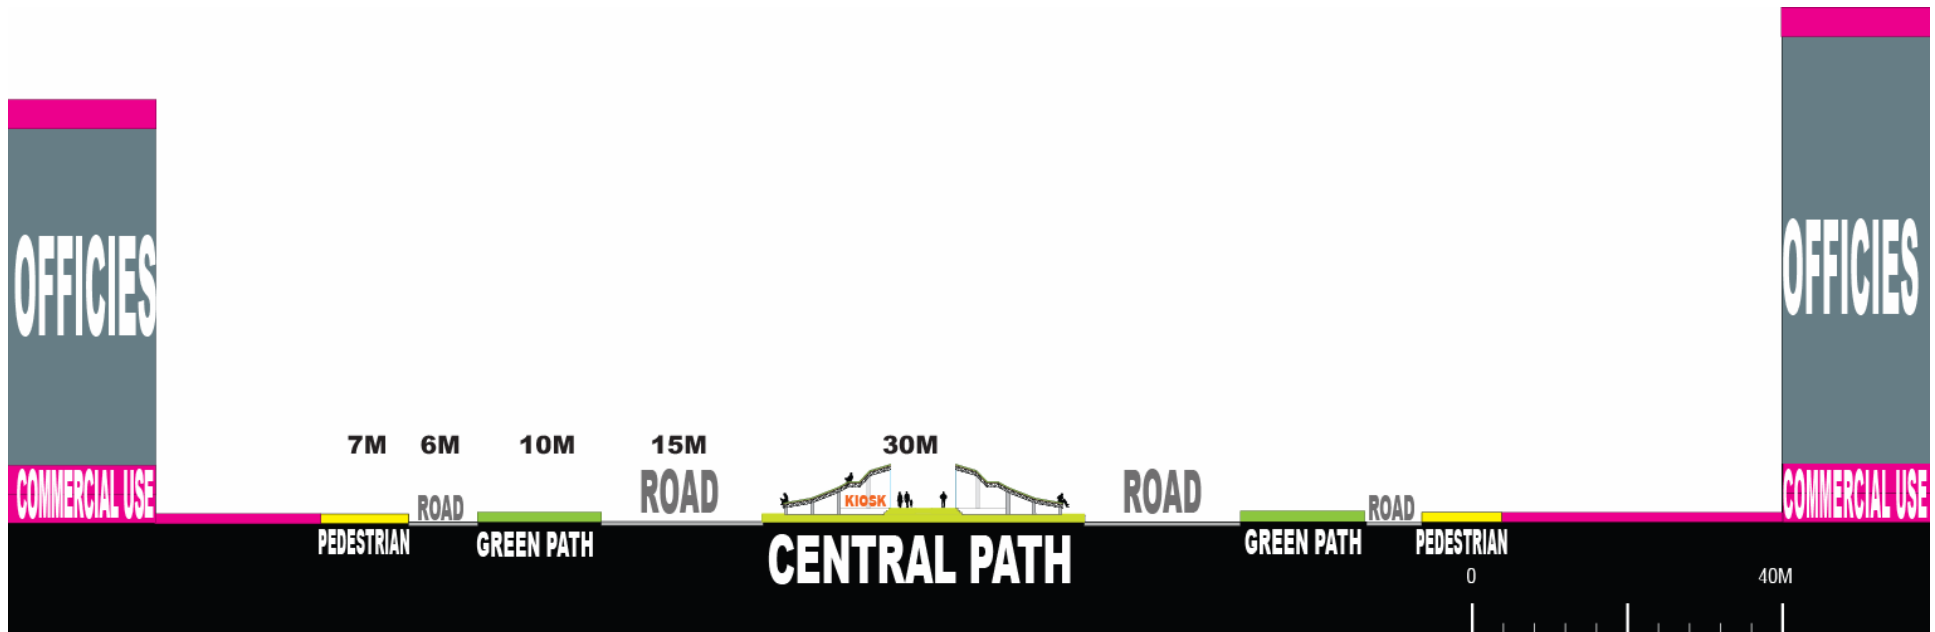 OFFICIES
OFFICIES
7M 6M 10M 15M 30M
COMMERCIAL USE
ROAD
ROAD
KIOSK
ROAD
ROAD
COMMERCIAL USE
PEDESTRIAN
GREEN PATH
CENTRAL PATH
GREEN PATH
PEDESTRIAN
0 40M